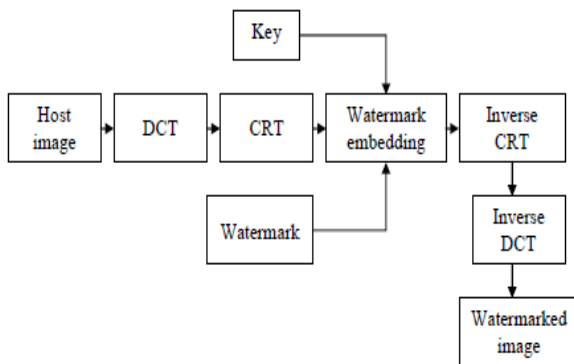 Key
Host
image
DCT
CRT
Watermark
embedding
Inverse
CRT
Watermark
Inverse
DCT
Watermarked
image